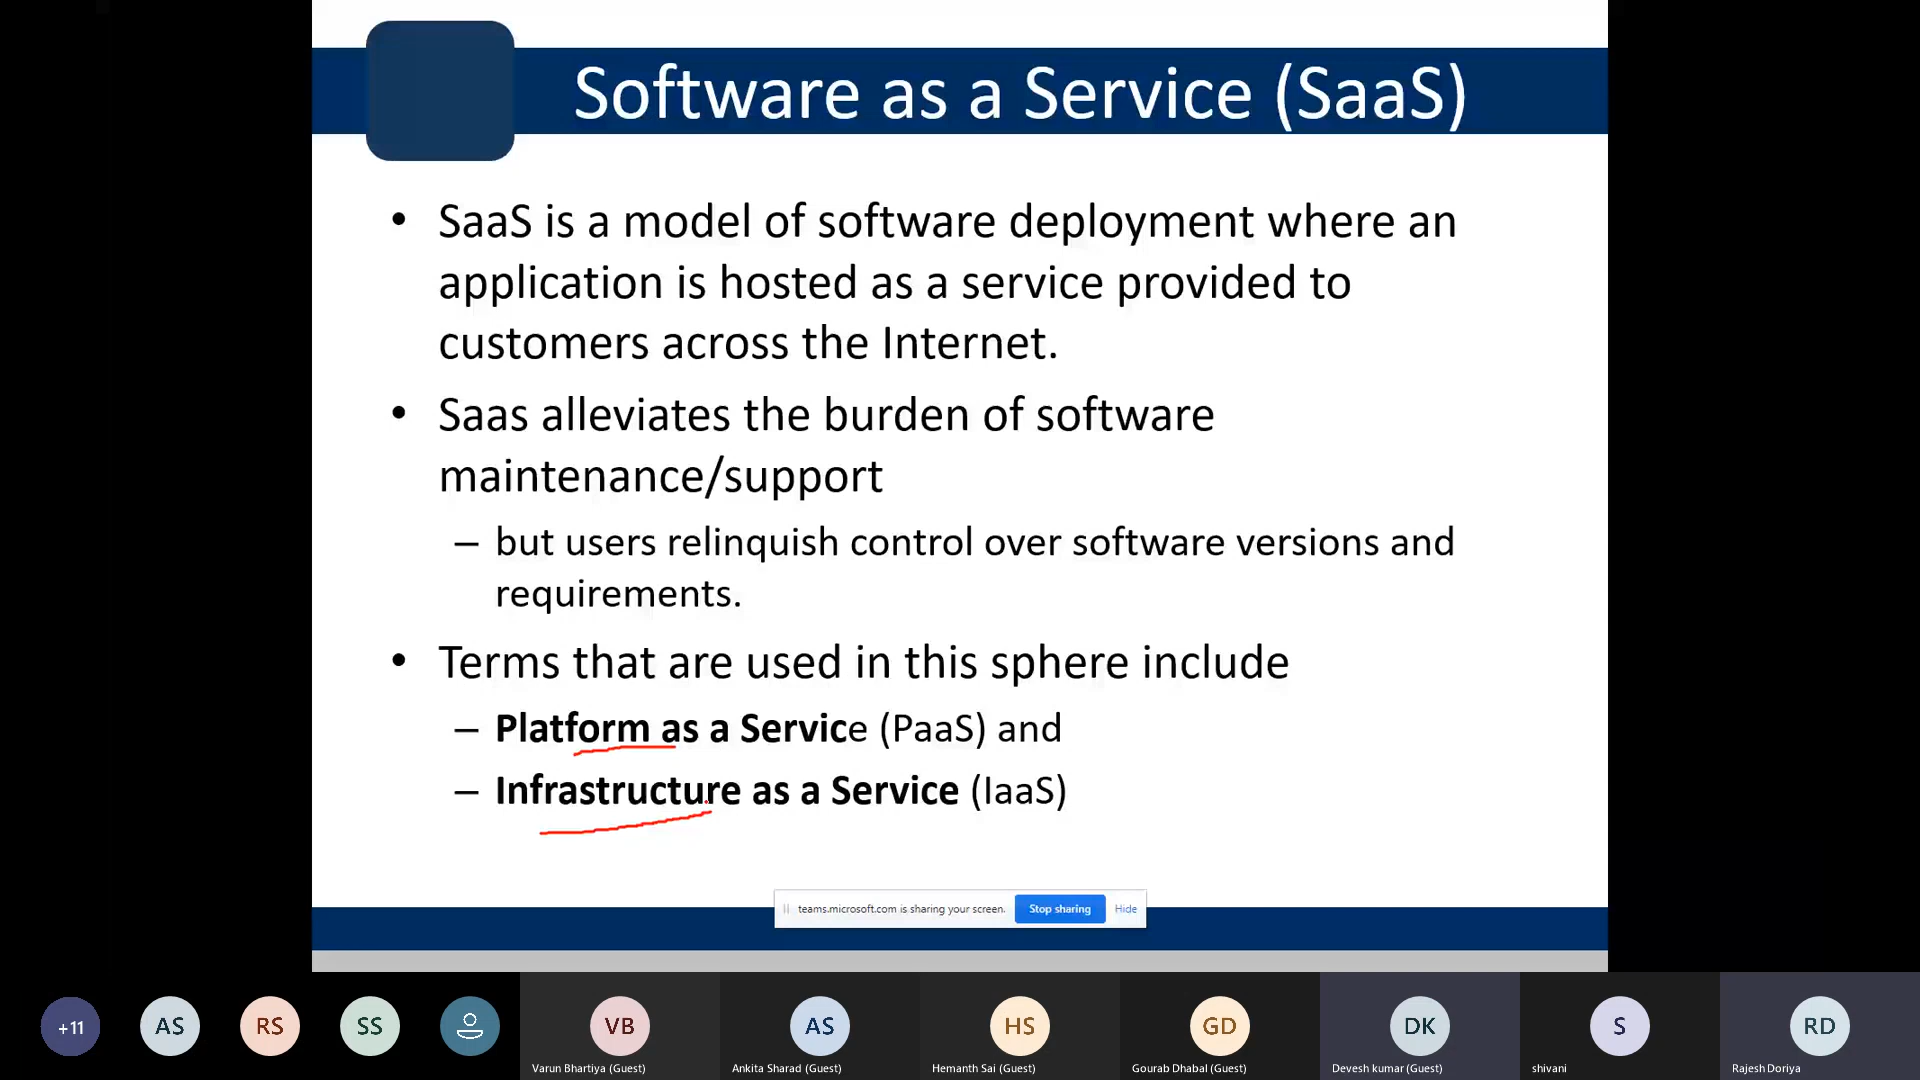 Software as a Service (SaaS)
• SaaS is a model of software deployment where an
application is hosted as a service provided to
customers across the Internet.
• Saas alleviates the burden of software
maintenance/support
– but users relinquish control over software versions and
requirements.
• Terms that are used in this sphere include
– Platform as a Service (PaaS) and
– Infrastructure as a Service (IaaS)
teams.microsoft.com is sharing your screen. Stop sharing Hide
+11 AS RS SS VB AS HS GD DK S RD
Varun Bhartiya (Guest) Ankita Sharad (Guest) Hemanth Sai (Guest) Gourab Dhabal (Guest) Devesh kumar (Guest) shivani Rajesh Doriya